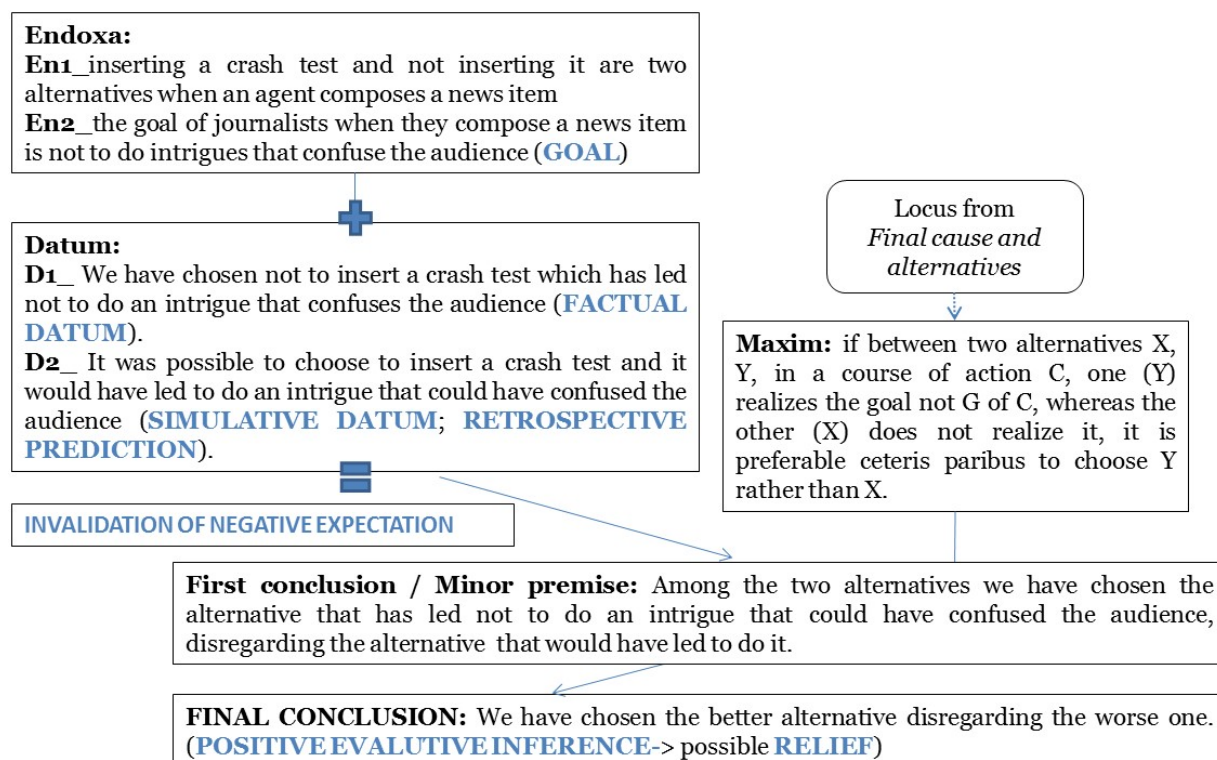 Endoxa:
En1_inserting a crash test and not inserting it are two
alternatives when an agent composes a news item
En2_the goal of journalists when they compose a news item
is not to do intrigues that confuse the audience (GOAL)
Datum:
D1_ We have chosen not to insert a crash test which has led
not to do an intrigue that confuses the audience (FACTUAL
DATUM).
D2_ It was possible to choose to insert a crash test and it
would have led to do an intrigue that could have confused the
audience (SIMULATIVE DATUM; RETROSPECTIVE
PREDICTION).
INVALIDATION OF NEGATIVE EXPECTATION
Locus from
Final cause and
alternatives
Maxim: if between two alternatives X,
Y, in a course of action C, one (Y)
realizes the goal not G of C, whereas the
other (X) does not realize it, it is
preferable ceteris paribus to choose Y
rather than X.
First conclusion / Minor premise: Among the two alternatives we have chosen the
alternative that has led not to do an intrigue that could have confused the audience,
disregarding the alternative that would have led to do it.
FINAL CONCLUSION: We have chosen the better alternative disregarding the worse one.
(POSITIVE EVALUTIVE INFERENCE-> possible RELIEF)